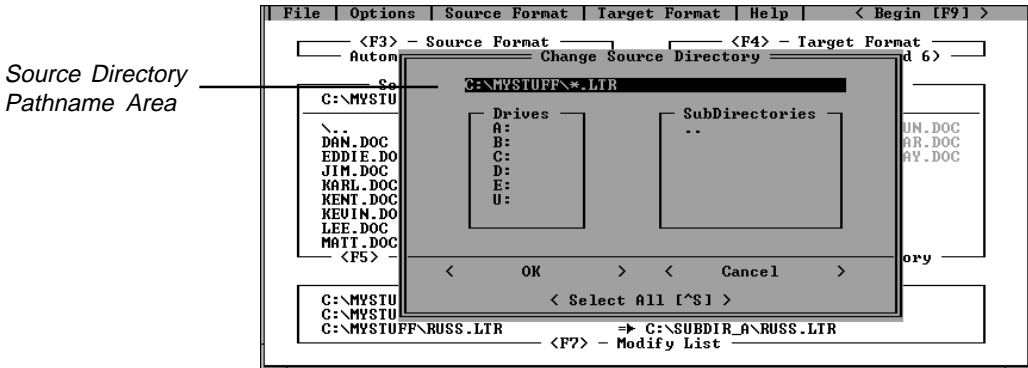 File | Options | Source Format | Target Format | Help | < Begin [F9] >
<F3> - Source Format
<F4> - Target Format
Autom
d 6>
Source Directory
Pathname Area
Change Source Directory
C:\MYSTUFF\*.LTR
Drives
A:
B:
C:
D:
E:
U:
SubDirectories
..
< OK > < Cancel >
< Select All [^S] >
So
C:\MYSTU
\..
DAN.DOC
EDDIE.DO
JIM.DOC
KARL.DOC
KENT.DOC
KEVIN.DO
LEE.DOC
MATT.DOC
<F5> -
UN.DOC
AR.DOC
AY.DOC
ory
C:\MYSTU
C:\MYSTU
C:\MYSTUFF\RUSS.LTR => C:\SUBDIR_A\RUSS.LTR
<F7> - Modify List